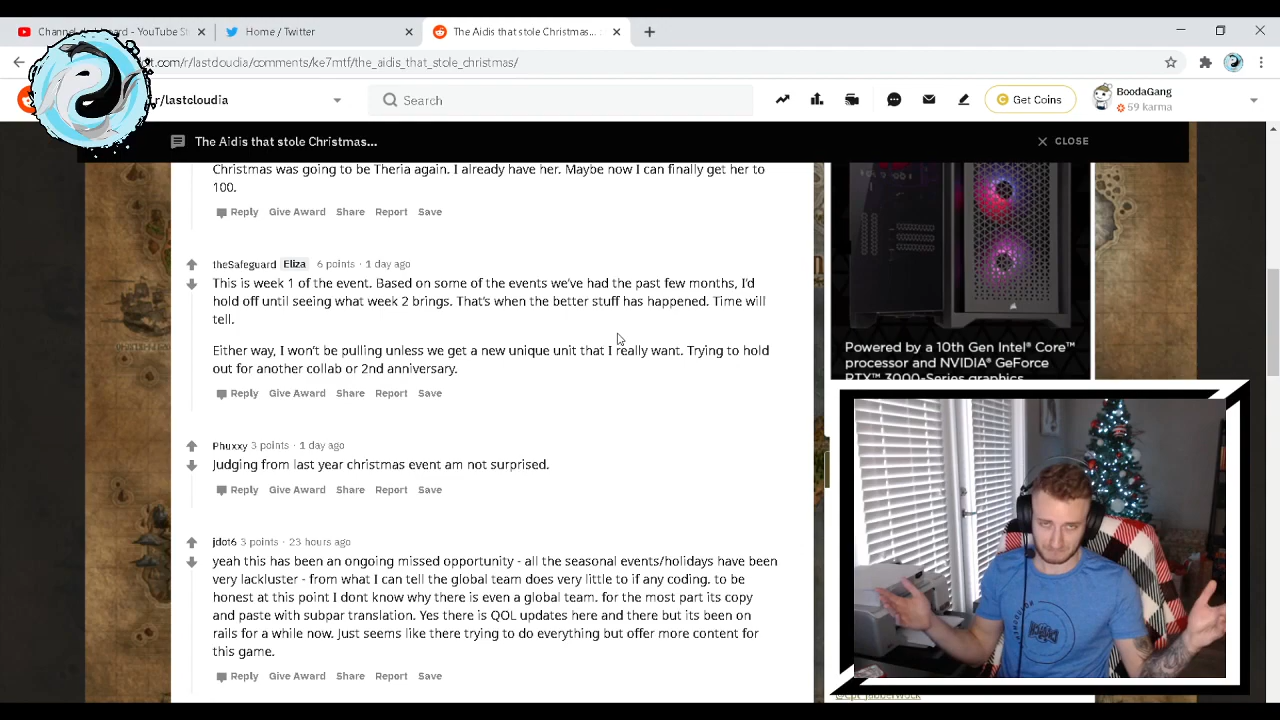 Home / Twitter
The Aidis that stole Christmas...
it.com/r/lastcloudia/comments/ke7mtf/the_aidis_that_stole_christmas/
r/lastcloudia
Search
Get Coins
BoodaGang
59 karma
The Aidis that stole Christmas...
CLOSE
Christmas was going to be Theria again. I already have her. Maybe now I can finally get her to
100.
Reply Give Award Share Report Save
theSafeguard Eliza 6 points · 1 day ago
This is week 1 of the event. Based on some of the events we've had the past few months, I'd
hold off until seeing what week 2 brings. That's when the better stuff has happened. Time will
tell.
Either way, I won't be pulling unless we get a new unique unit that I really want. Trying to hold
out for another collab or 2nd anniversary.
Reply Give Award Share Report Save
Phuxxy 3 points · 1 day ago
Judging from last year christmas event am not surprised.
Reply Give Award Share Report Save
jdot6 3 points · 23 hours ago
yeah this has been an ongoing missed opportunity - all the seasonal events/holidays have been
very lackluster - from what I can tell the global team does very little to if any coding. to be
honest at this point I dont know why there is even a global team. for the most part its copy
and paste with subpar translation. Yes there is QOL updates here and there but its been on
rails for a while now. Just seems like there trying to do everything but offer more content for
this game.
Reply Give Award Share Report Save
Powered by a 10th Gen Intel® Core™
processor and NVIDIA® GeForce
RTX™ 3000-Series graphics